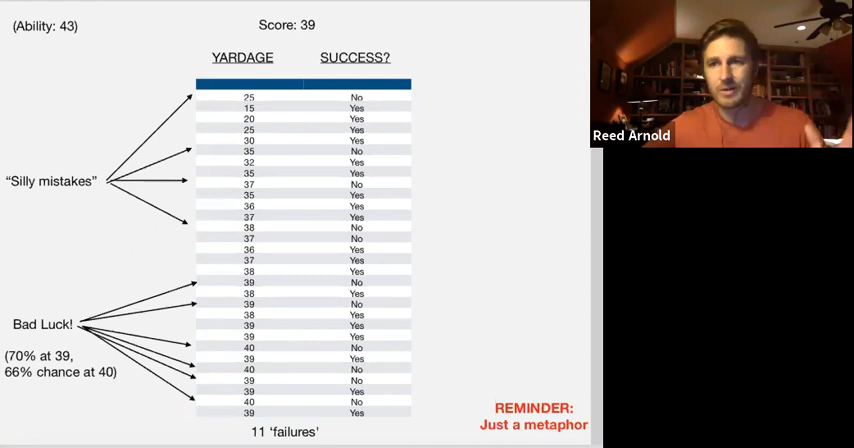 (Ability: 43)
Score: 39
YARDAGE SUCCESS?
25 No
15 Yes
20 Yes
25 Yes
30 Yes
35 No
32 Yes
35 Yes
37 No
35 Yes
36 Yes
37 Yes
38 No
37 No
36 Yes
37 Yes
38 Yes
39 No
38 Yes
39 No
38 Yes
39 Yes
39 Yes
40 No
39 Yes
40 No
39 No
39 Yes
40 No
39 Yes
11 'failures'
“Silly mistakes”
Bad Luck!
(70% at 39,
66% chance at 40)
REMINDER:
Just a metaphor
Reed Arnold